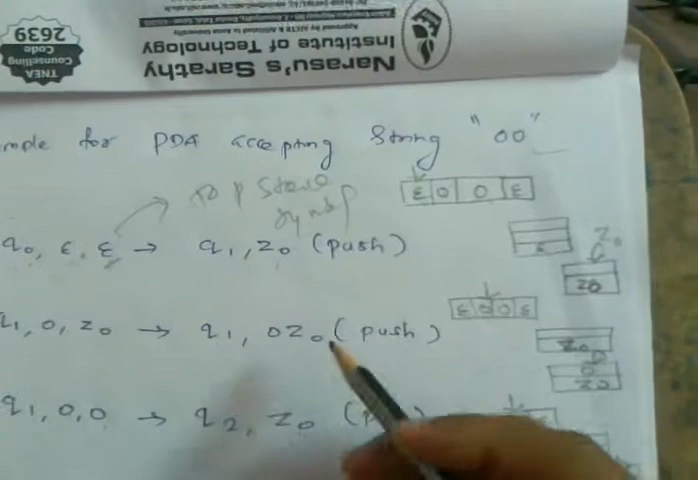 Narasu's Sarathy
Institute of Technology
TNEA
Counselling
Code
2639
for PDA accepting String "00"
Top Stack
symbol
ε 0 0 ε
q₀, ε, ε → q₁, z₀ (push)
z₀
z₀
ε 0 0 ε
q₁, 0, z₀ → q₁, 0z₀ (push)
z₀
0
z₀
q₁, 0, 0 → q₂, z₀